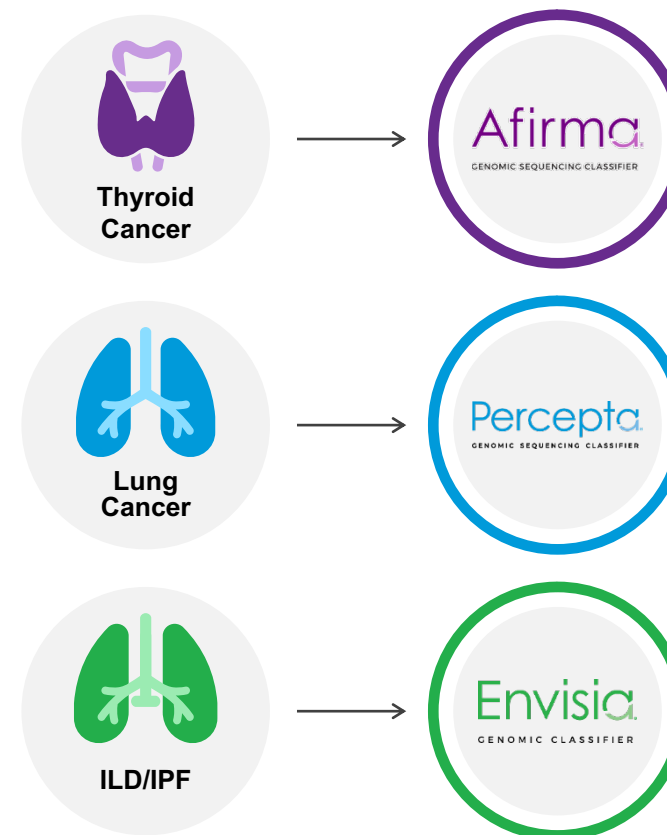 Thyroid
Cancer
Afirma
GENOMIC SEQUENCING CLASSIFIER
Lung
Cancer
Percepta
GENOMIC SEQUENCING CLASSIFIER
ILD/IPF
Envisia
GENOMIC CLASSIFIER